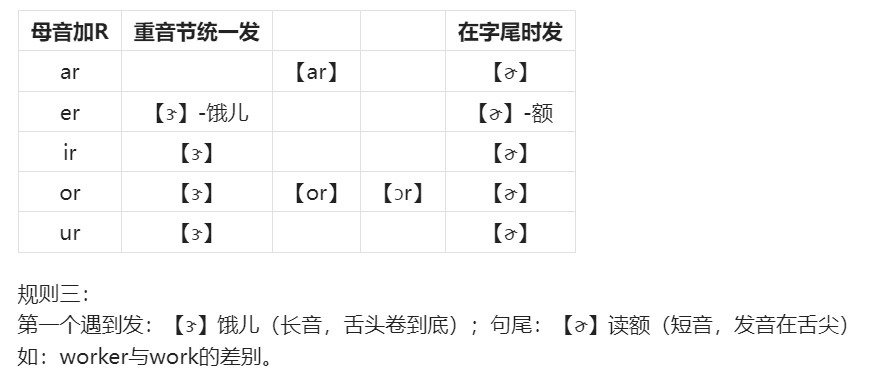 母音加R 重音节统一发 在字尾时发
ar 【ar】 【ɚ】
er 【ɝ】-饿儿 【ɚ】-额
ir 【ɝ】 【ɚ】
or 【ɝ】 【or】 【ɔr】 【ɚ】
ur 【ɝ】 【ɚ】
规则三：
第一个遇到发：【ɝ】饿儿（长音，舌头卷到底）；句尾：【ɚ】读额（短音，发音在舌尖）
如：worker与work的差别。